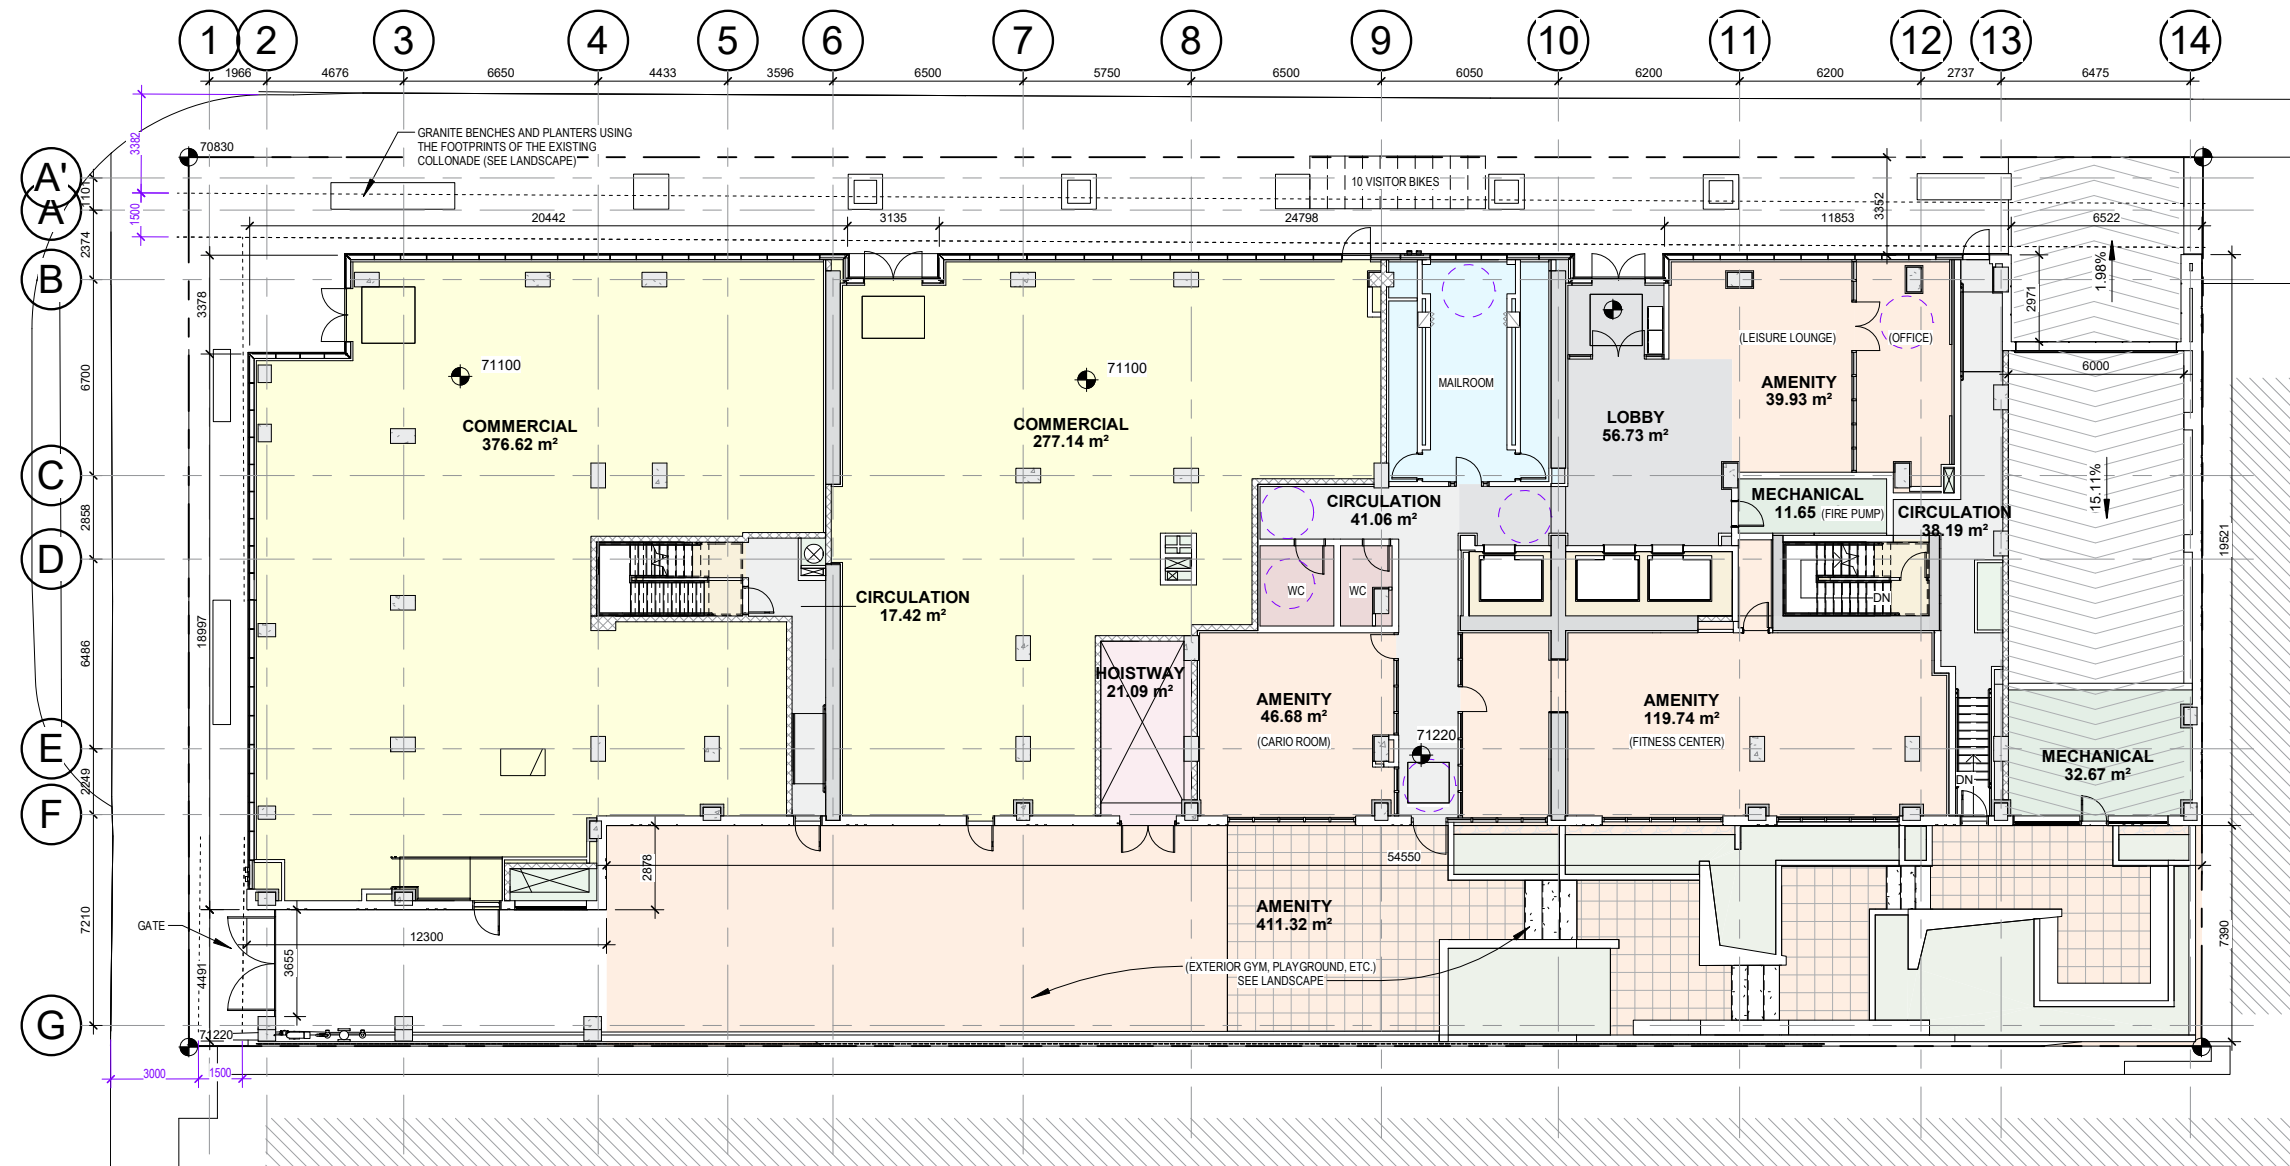 1 2 3 4 5 6 7 8 9 10 11 12 13 14
1966 4676 6650 4433 3596 6500 5750 6500 6050 6200 6200 2737 6475
3382
GRANITE BENCHES AND PLANTERS USING
THE FOOTPRINTS OF THE EXISTING
COLLONADE (SEE LANDSCAPE)
70830
A'
1101
A
1500
10 VISITOR BIKES
3352
20442 3135 24798 11853 6522
2374
B
3378
2971
1.98%
71100
71100
(LEISURE LOUNGE)
(OFFICE)
6000
6700
MAILROOM
AMENITY
39.93 m²
COMMERCIAL
376.62 m²
COMMERCIAL
277.14 m²
LOBBY
56.73 m²
C
15.11%
CIRCULATION
41.06 m²
MECHANICAL
11.65 (FIRE PUMP)
CIRCULATION
38.19 m²
2858
19521
D
WC
WC
CIRCULATION
17.42 m²
DN
18997
6486
HOISTWAY
21.09 m²
AMENITY
46.68 m²
(CARIO ROOM)
AMENITY
119.74 m²
(FITNESS CENTER)
71220
E
MECHANICAL
32.67 m²
DN
2249
F
2878
54550
AMENITY
411.32 m²
7210
GATE
12300
7390
3655
4491
(EXTERIOR GYM, PLAYGROUND, ETC.)
SEE LANDSCAPE
G
71220
3000 1500